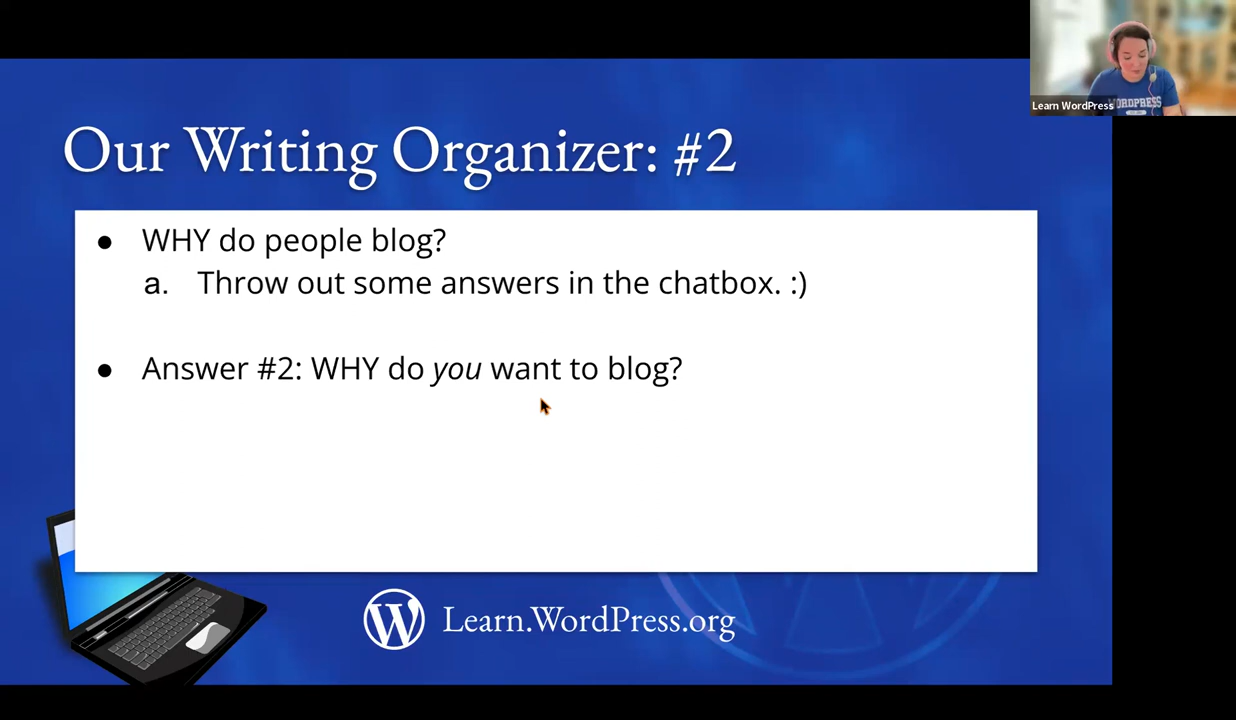 Our Writing Organizer: #2
● WHY do people blog?
a. Throw out some answers in the chatbox. :)
● Answer #2: WHY do you want to blog?
Learn.WordPress.org
Learn WordPress
WORDPRESS